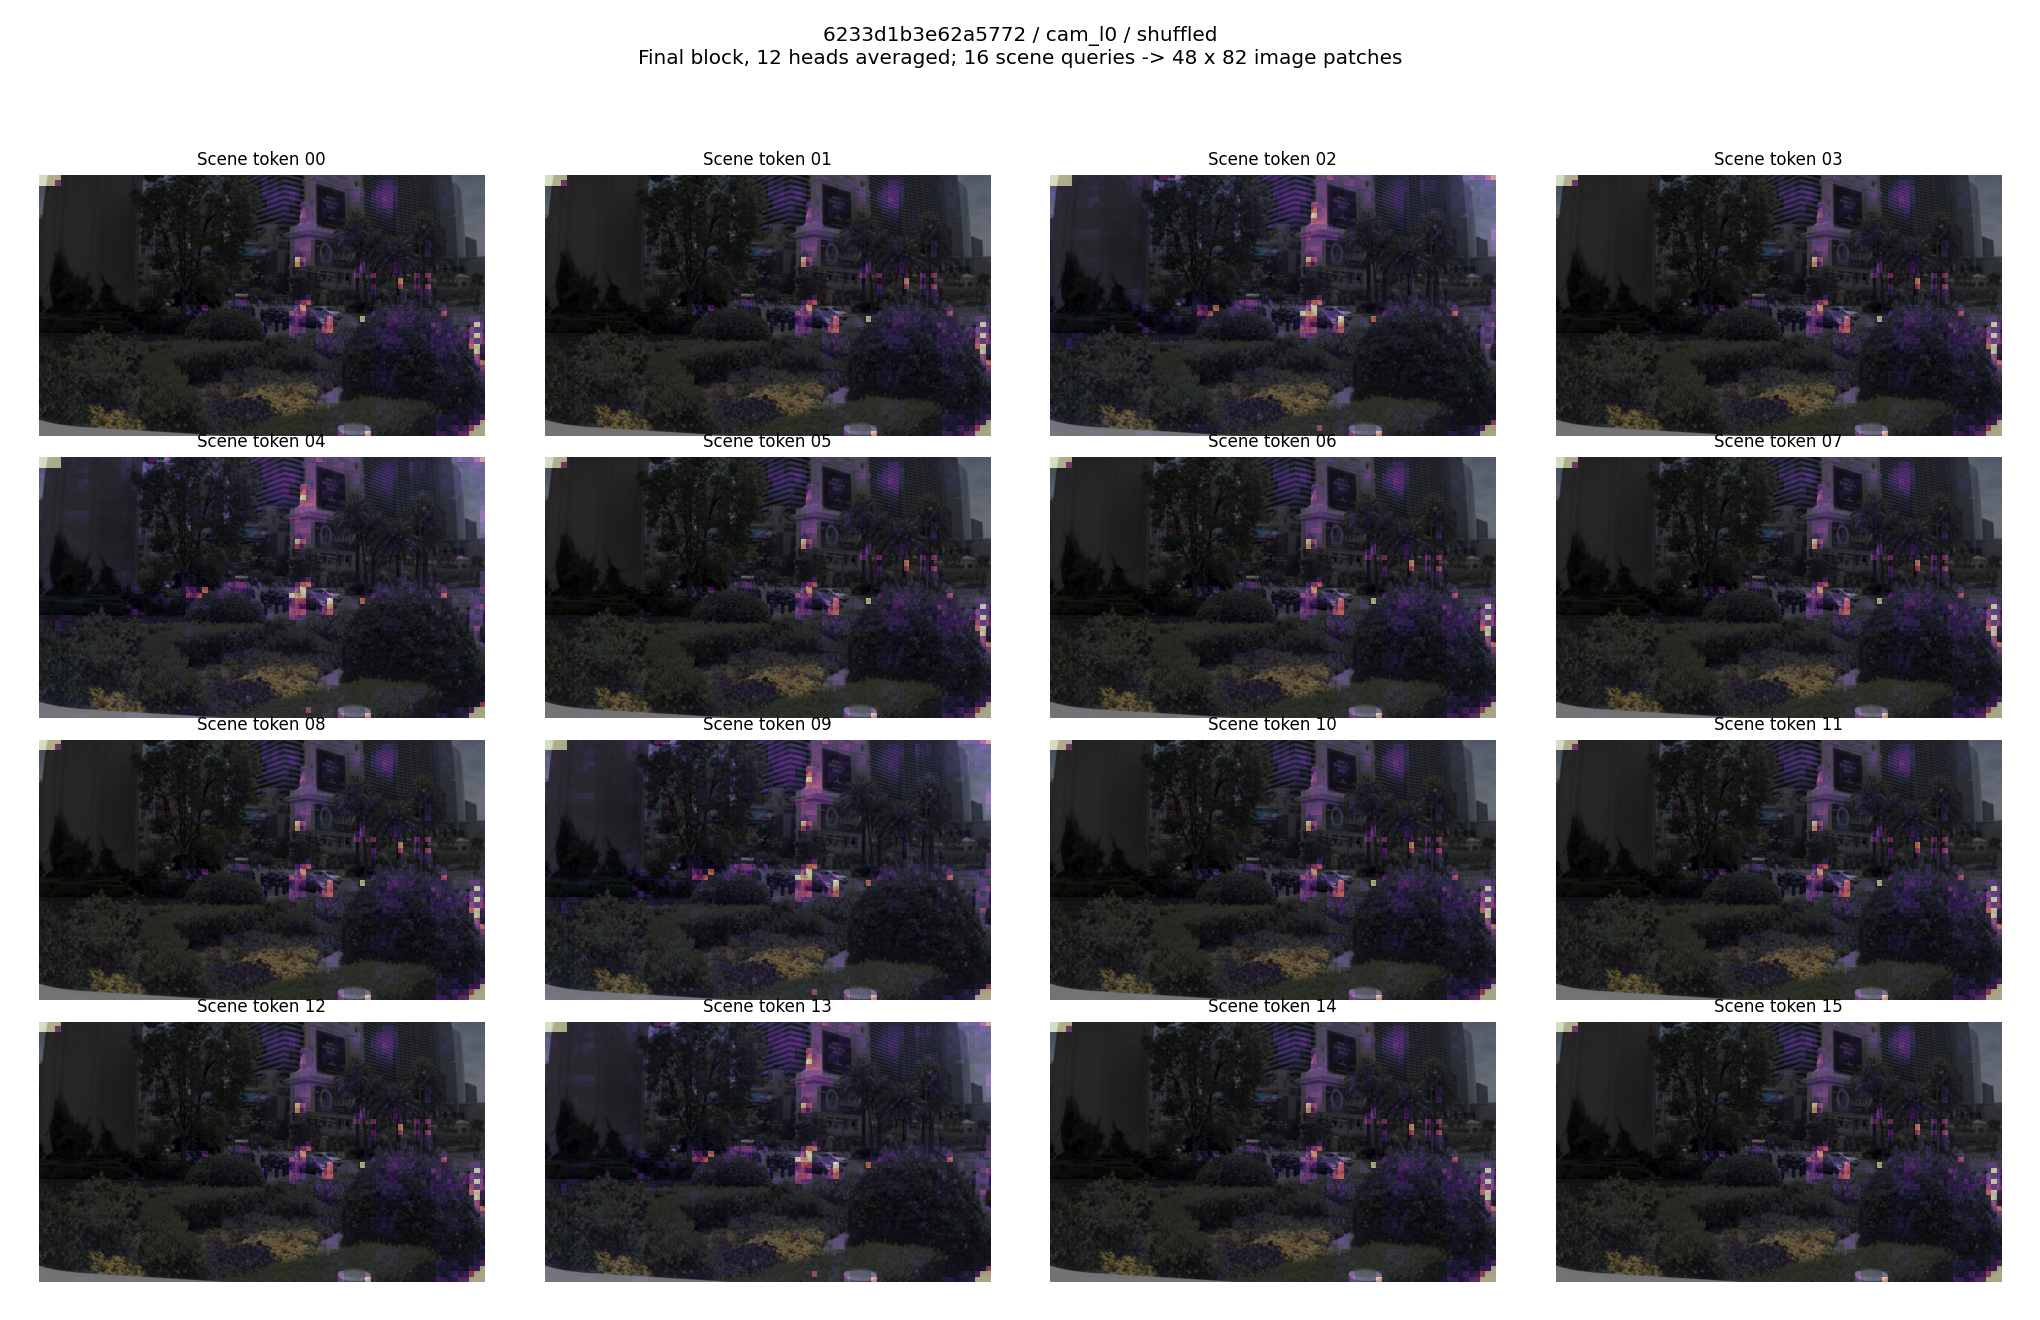 6233d1b3e62a5772 / cam_l0 / shuffled
Final block, 12 heads averaged; 16 scene queries -> 48 x 82 image patches
Scene token 00
Scene token 01
Scene token 02
Scene token 03
Scene token 04
Scene token 05
Scene token 06
Scene token 07
Scene token 08
Scene token 09
Scene token 10
Scene token 11
Scene token 12
Scene token 13
Scene token 14
Scene token 15